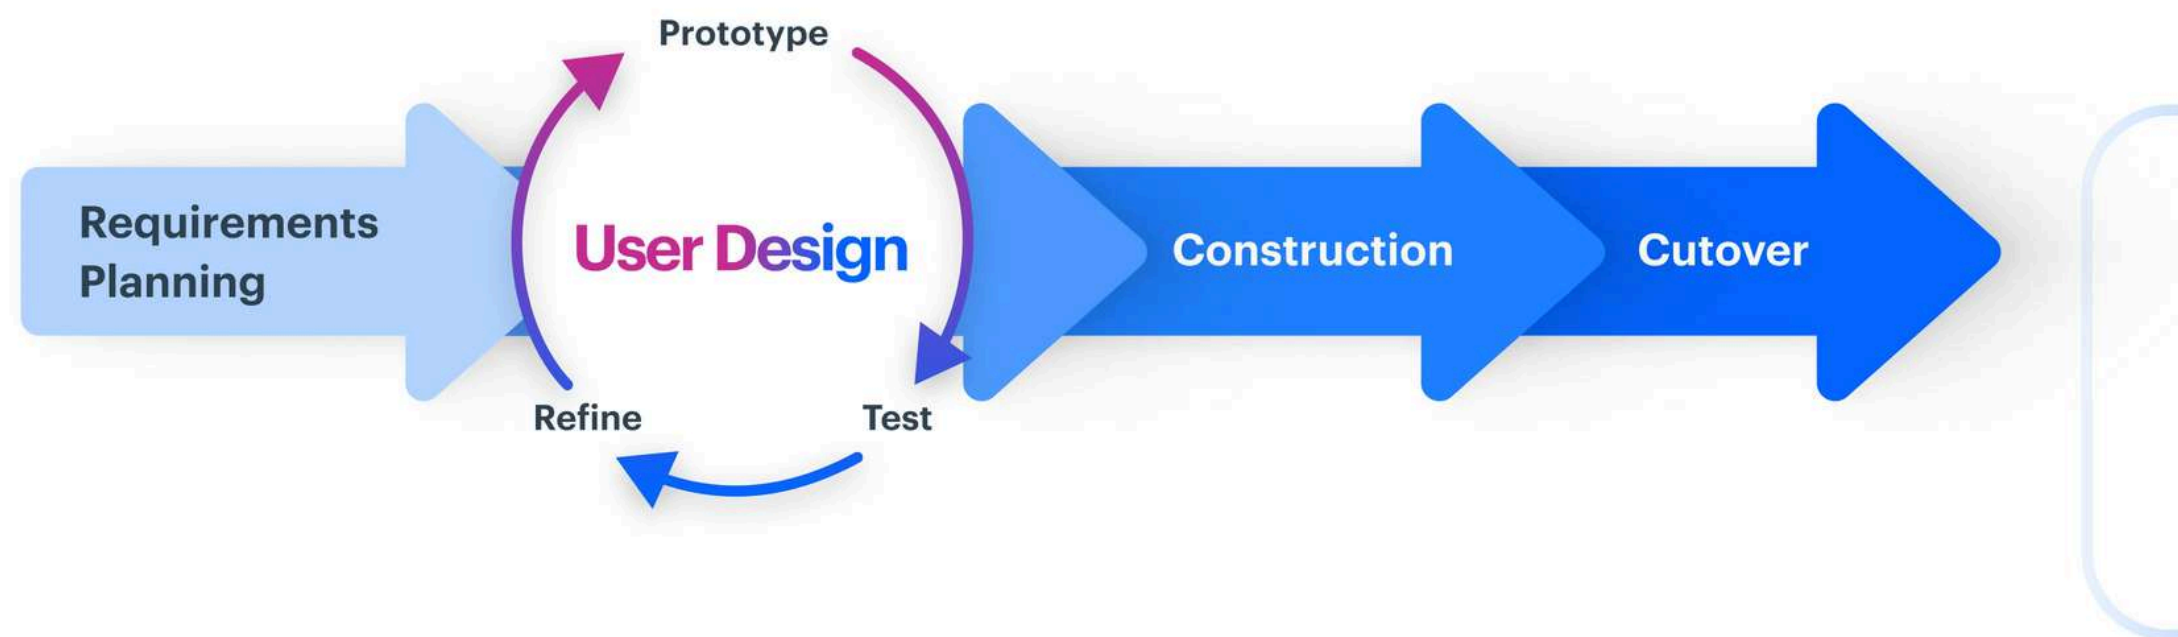 Prototype
Requirements
Planning
User Design
Construction
Cutover
Refine
Test